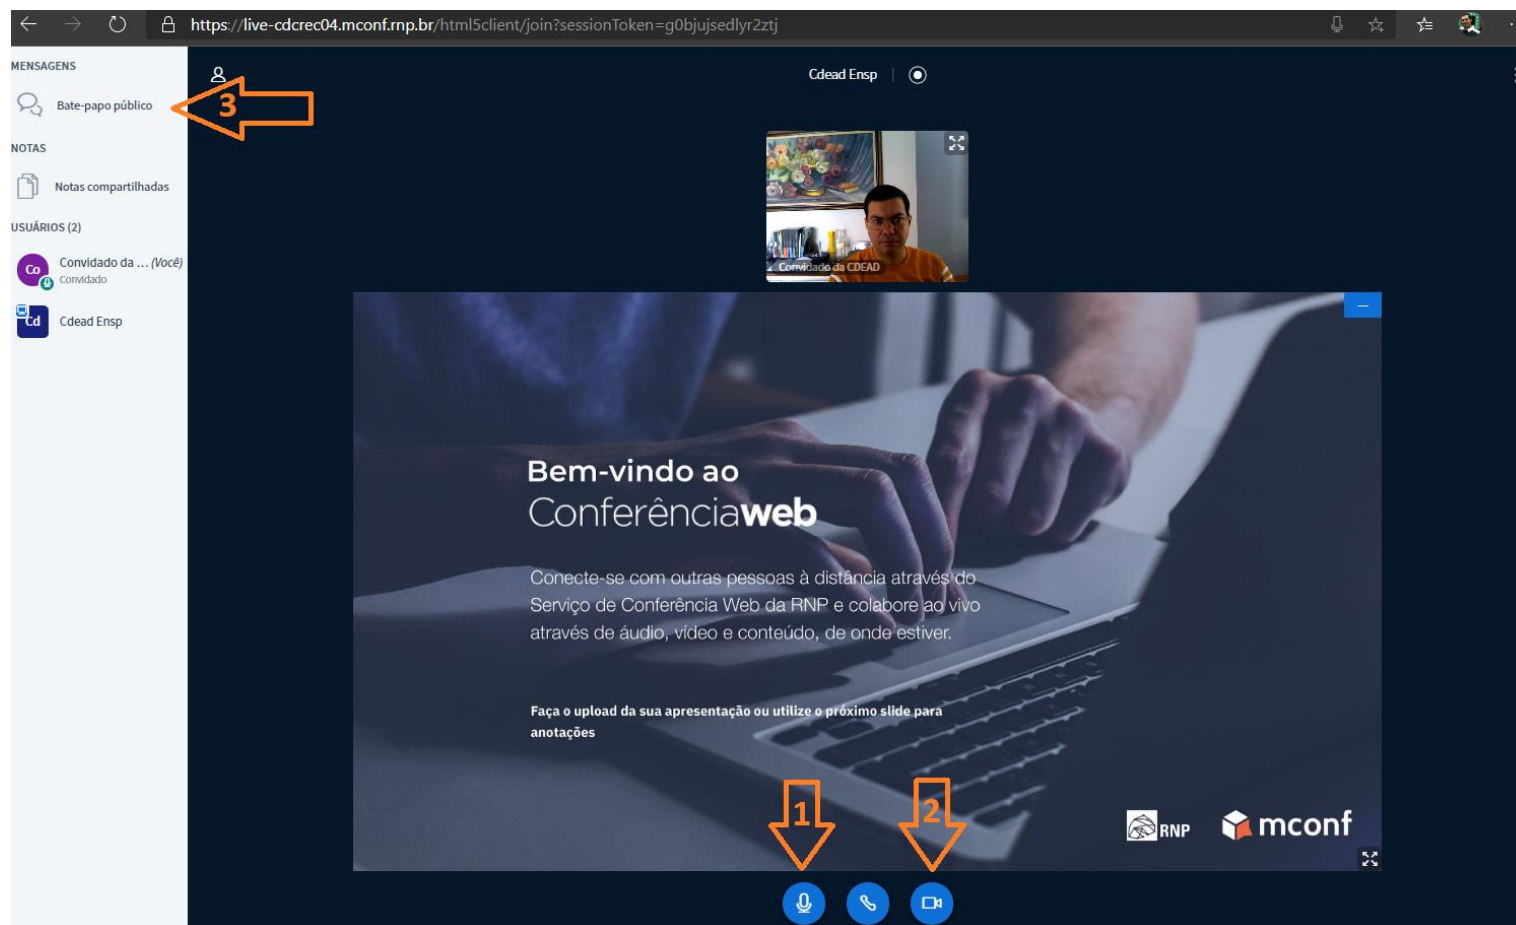 https://live-cdcrec04.mconf.rnp.br/html5client/join?sessionToken=g0bjujsedlyr2ztj
MENSAGENS
Bate-papo público
3
NOTAS
Notas compartilhadas
USUÁRIOS (2)
Co
Convidado da ... (Você)
Convidado
Cd
Cdead Ensp
Cdead Ensp
Convidado da CDEAD
Bem-vindo ao
Conferênciaweb
Conecte-se com outras pessoas à distância através do
Serviço de Conferência Web da RNP e colabore ao vivo
através de áudio, vídeo e conteúdo, de onde estiver.
Faça o upload da sua apresentação ou utilize o próximo slide para
anotações
1
2
RNP
mconf